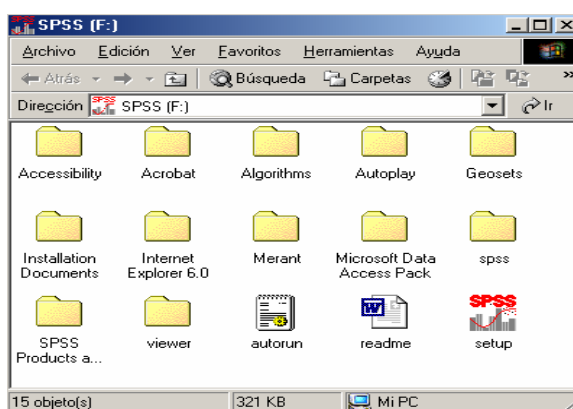 SPSS (F:)
Archivo Edición Ver Favoritos Herramientas Ayuda
Atrás Búsqueda Carpetas »
Dirección SPSS (F:) Ir
Accessibility Acrobat Algorithms Autoplay Geosets
Installation Documents Internet Explorer 6.0 Merant Microsoft Data Access Pack spss
SPSS Products a... viewer autorun readme SPSS setup
15 objeto(s) 321 KB Mi PC